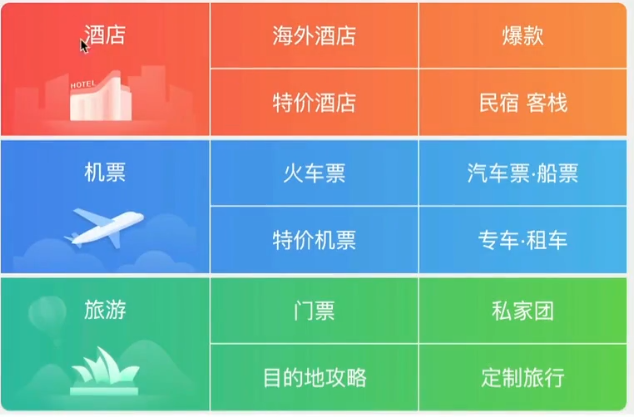 酒店
海外酒店
爆款
HOTEL
特价酒店
民宿 客栈
机票
火车票
汽车票·船票
特价机票
专车·租车
旅游
门票
私家团
目的地攻略
定制旅行